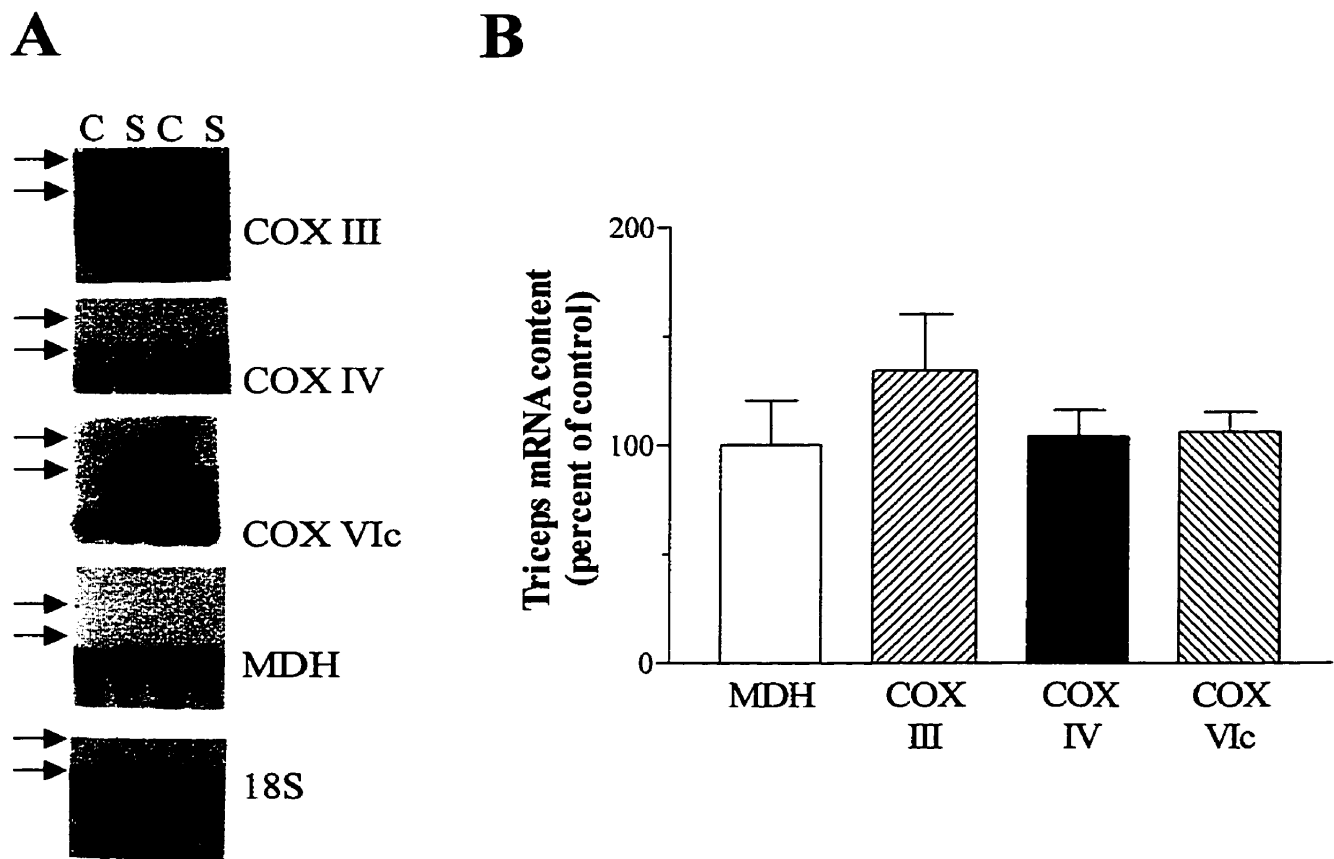 A
B
C S C S
COX III
COX IV
COX VIc
MDH
18S
Triceps mRNA content
(percent of control)
200
100
0
MDH
COX
III
COX
IV
COX
VIc